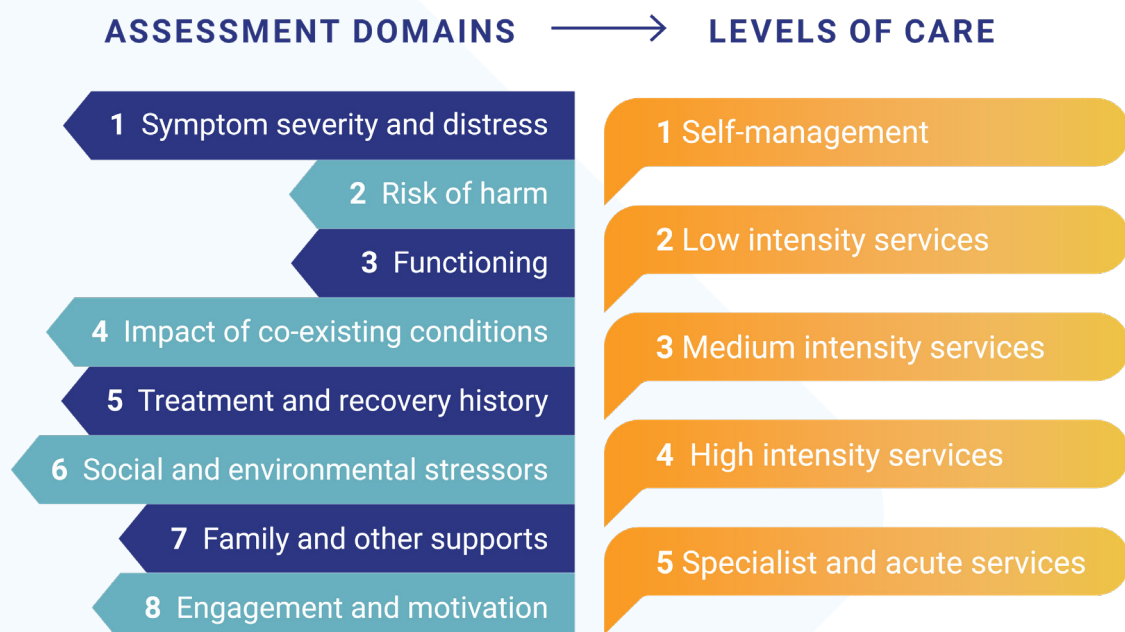 ASSESSMENT DOMAINS
LEVELS OF CARE
1 Symptom severity and distress
2 Risk of harm
3 Functioning
4 Impact of co-existing conditions
5 Treatment and recovery history
6 Social and environmental stressors
7 Family and other supports
8 Engagement and motivation
1 Self-management
2 Low intensity services
3 Medium intensity services
4 High intensity services
5 Specialist and acute services